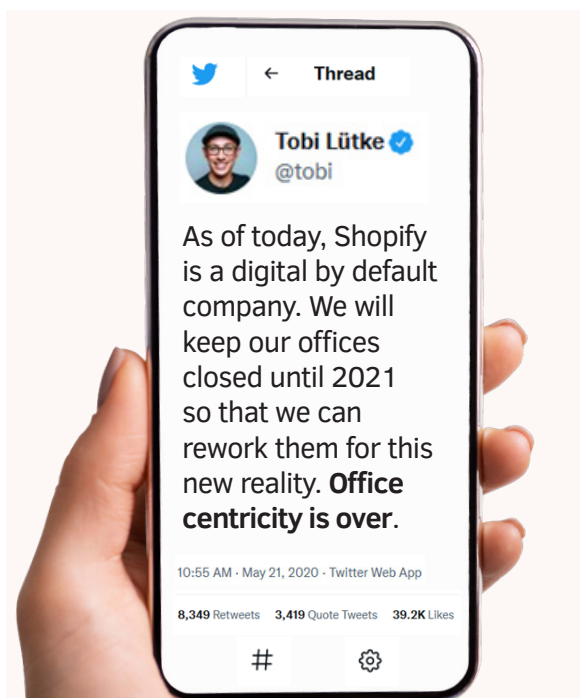 Thread
Tobi Lütke
@tobi
As of today, Shopify
is a digital by default
company. We will
keep our offices
closed until 2021
so that we can
rework them for this
new reality. Office
centricity is over.
10:55 AM · May 21, 2020 · Twitter Web App
8,349 Retweets 3,419 Quote Tweets 39.2K Likes
#